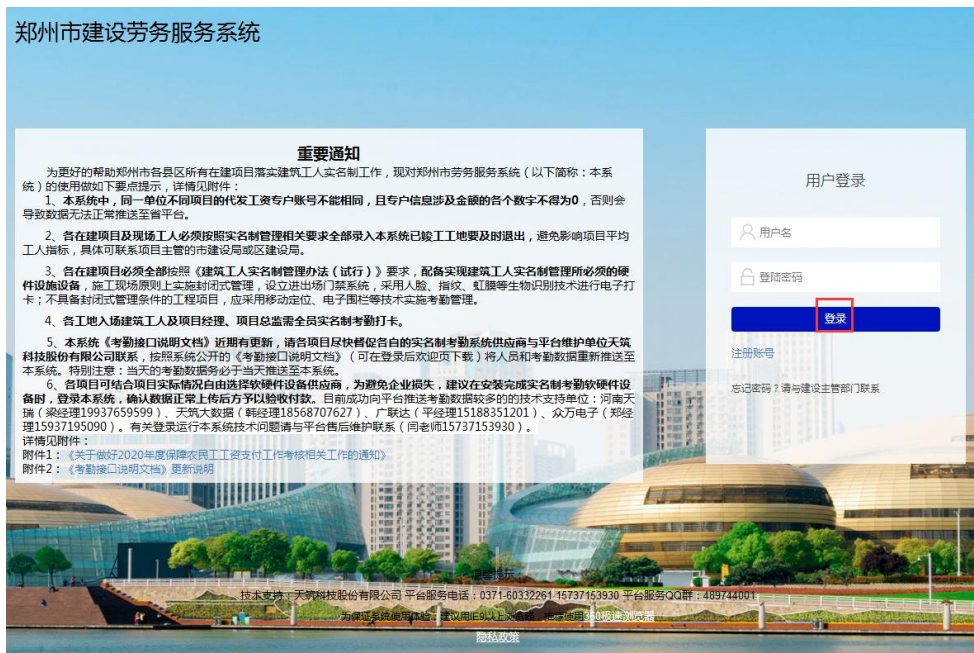 郑州市建设劳务服务系统
重要通知
为更好的帮助郑州市各县区所有在建项目落实建筑工人实名制工作，现对郑州市劳务服务系统（以下简称：本系
统）的使用做如下要点提示，详情见附件：
1、本系统中，同一单位不同项目的代发工资专户账号不能相同，且专户信息涉及金额的各个数字不得为0，否则会
导致数据无法正常推送至省平台。
2、各在建项目及现场工人必须按照实名制管理相关要求全部录入本系统已竣工工地要及时退出，避免影响项目平均
工人指标，具体可联系项目主管的市建设局或区建设局。
3、各在建项目必须全部按照《建筑工人实名制管理办法（试行）》要求，配备实现建筑工人实名制管理所必须的硬
件设施设备，施工现场原则上实施封闭式管理，设立进出场门禁系统，采用人脸、指纹、虹膜等生物识别技术进行电子打
卡；不具备封闭式管理条件的工程项目，应采用移动定位、电子围栏等技术实施考勤管理。
4、各工地入场建筑工人及项目经理、项目总监需全员实名制考勤打卡。
5、本系统《考勤接口说明文档》近期有更新，请各项目尽快督促各自的实名制考勤系统供应商与平台维护单位天筑
科技股份有限公司联系，按照系统公开的《考勤接口说明文档》（可在登录后欢迎页下载）将人员和考勤数据重新推送至
本系统。特别注意：当天的考勤数据务必于当天推送至本系统。
6、各项目可结合项目实际情况自由选择软硬件设备供应商，为避免企业损失，建议在安装完成实名制考勤软硬件设
备时，登录本系统，确认数据正常上传后方予以验收付款。目前成功向平台推送考勤数据较多的的技术支持单位：河南天
瑞（梁经理19937659599）、天筑大数据（韩经理18568707627）、广联达（平经理15188351201）、众万电子（郑经
理15937195090）。有关登录运行本系统技术问题请与平台售后维护联系（闫老师15737153930）。
详情见附件：
附件1：《关于做好2020年度保障农民工工资支付工作考核相关工作的通知》
附件2：《考勤接口说明文档》更新说明
用户登录
用户名
登陆密码
登录
注册账号
忘记密码？请与建设主管部门联系
技术支持：天筑科技股份有限公司 平台服务电话：0371-60332261 15737153930 平台服务QQ群：489744001
为保证系统使用体验，建议用IE9以上浏览器，推荐使用360极速浏览器
隐私政策